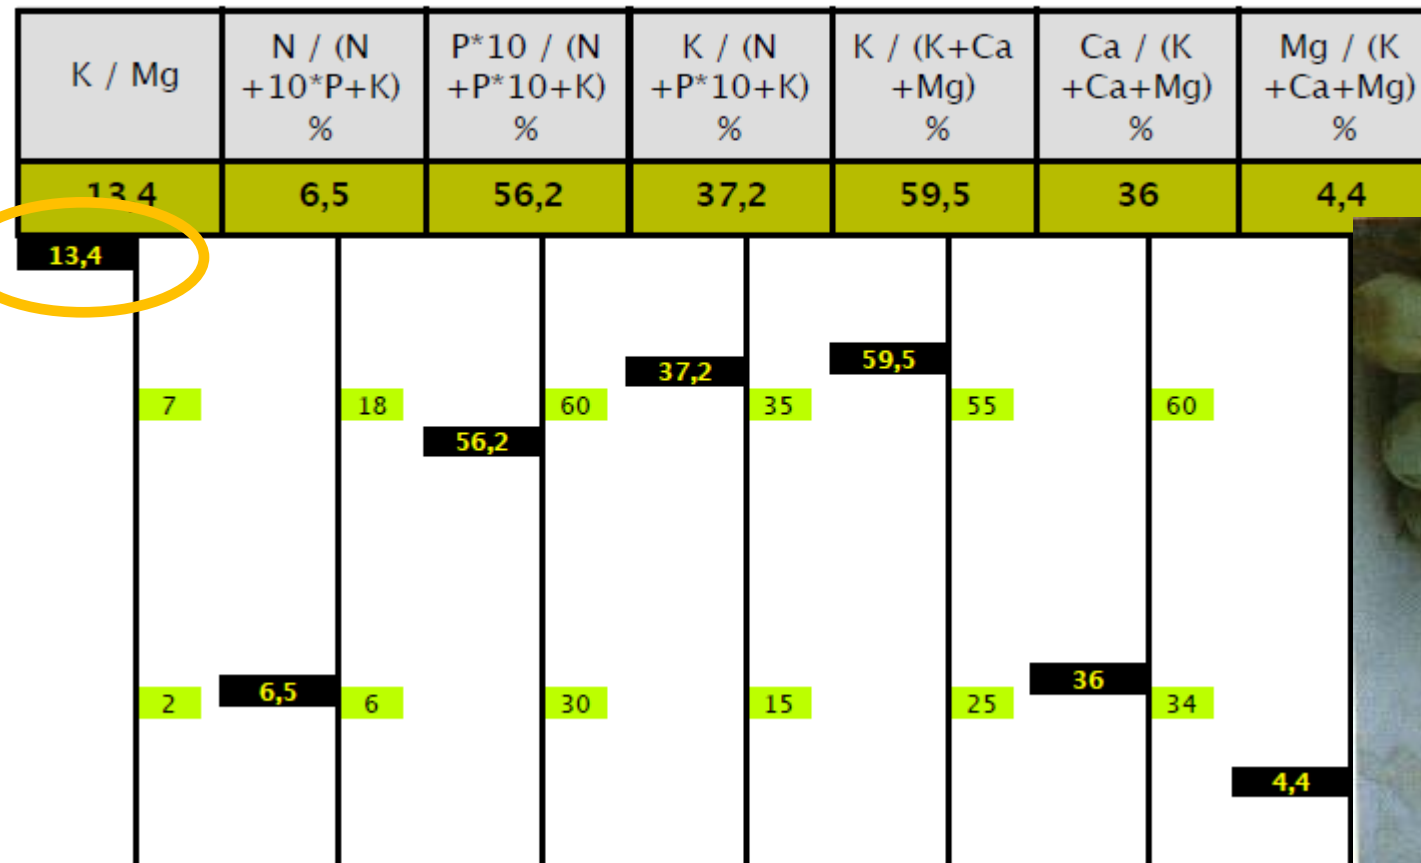 K / Mg
N / (N
+10*P+K)
%
P*10 / (N
+P*10+K)
%
K / (N
+P*10+K)
%
K / (K+Ca
+Mg)
%
Ca / (K
+Ca+Mg)
%
Mg / (K
+Ca+Mg)
%
13,4 6,5 56,2 37,2 59,5 36 4,4
13,4
59,5
37,2
7 18 60 35 55 60
56,2
36
6,5
2 6 30 15 25 34
4,4